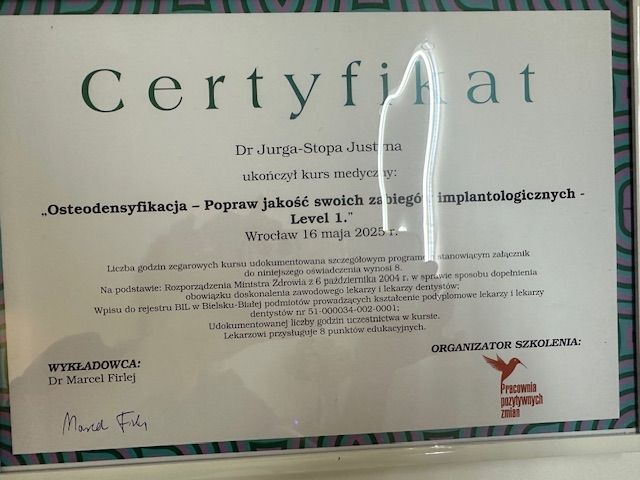 Certyfikat
Dr Jurga-Stopa Justyna
ukończył kurs medyczny:
„Osteodensyfikacja – Popraw jakość swoich zabiegów implantologicznych -
Level 1."
Wrocław 16 maja 2025 r.
Liczba godzin zegarowych kursu udokumentowana szczegółowym programem stanowiącym załącznik
do niniejszego oświadczenia wynosi 8.
Na podstawie: Rozporządzenia Ministra Zdrowia z 6 października 2004 r. w sprawie sposobu dopełnienia
obowiązku doskonalenia zawodowego lekarzy i lekarzy dentystów;
Wpisu do rejestru BIL w Bielsku-Białej podmiotów prowadzących kształcenie podyplomowe lekarzy i lekarzy
dentystów nr 51-000034-002-0001;
Udokumentowanej liczby godzin uczestnictwa w kursie.
Lekarzowi przysługuje 8 punktów edukacyjnych.
WYKŁADOWCA:
Dr Marcel Firlej
Marcel Firlej
ORGANIZATOR SZKOLENIA:
Pracownia
pozytywnych
zmian